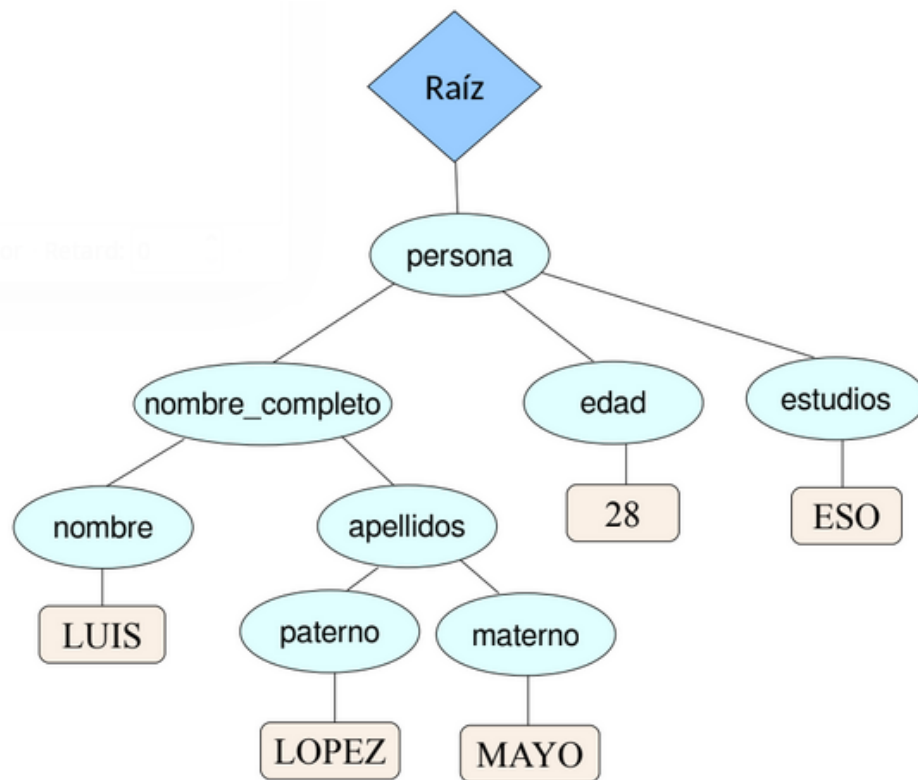 Raíz
persona
nombre_completo
edad
estudios
nombre
apellidos
28
ESO
LUIS
paterno
materno
LOPEZ
MAYO